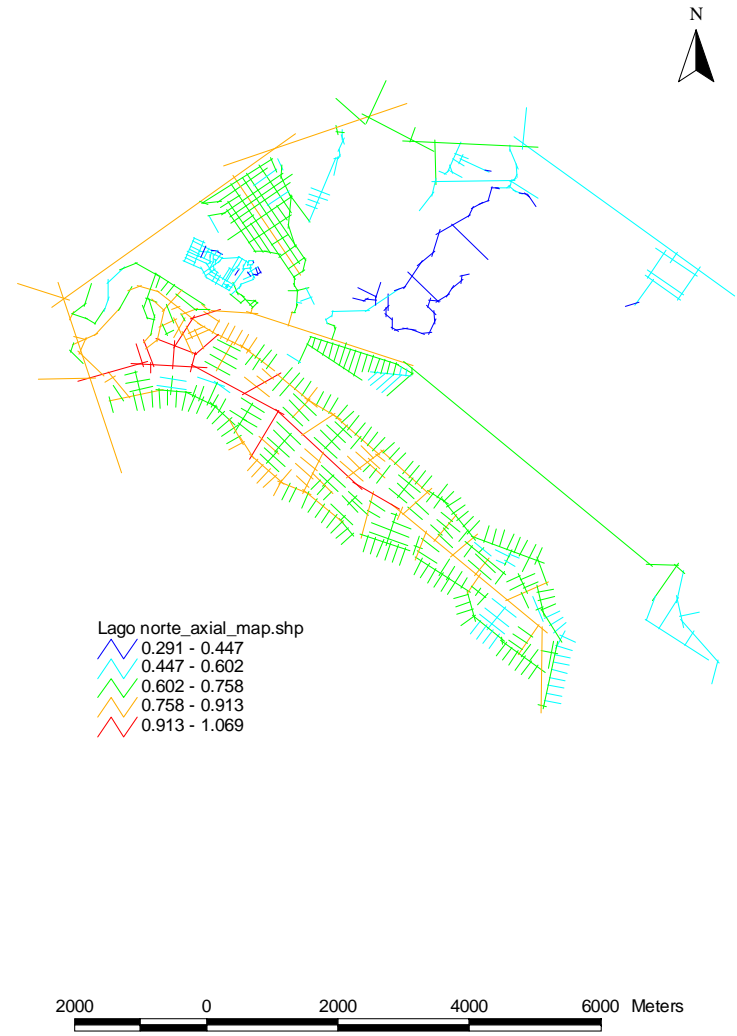 N
Lago norte_axial_map.shp
0.291 - 0.447
0.447 - 0.602
0.602 - 0.758
0.758 - 0.913
0.913 - 1.069
2000 0 2000 4000 6000 Meters